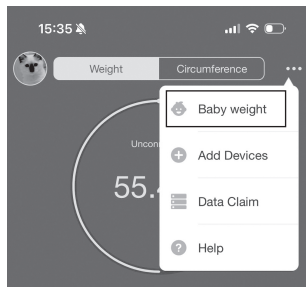 15:35
Weight
Circumference
Baby weight
55.
Add Devices
Data Claim
Help